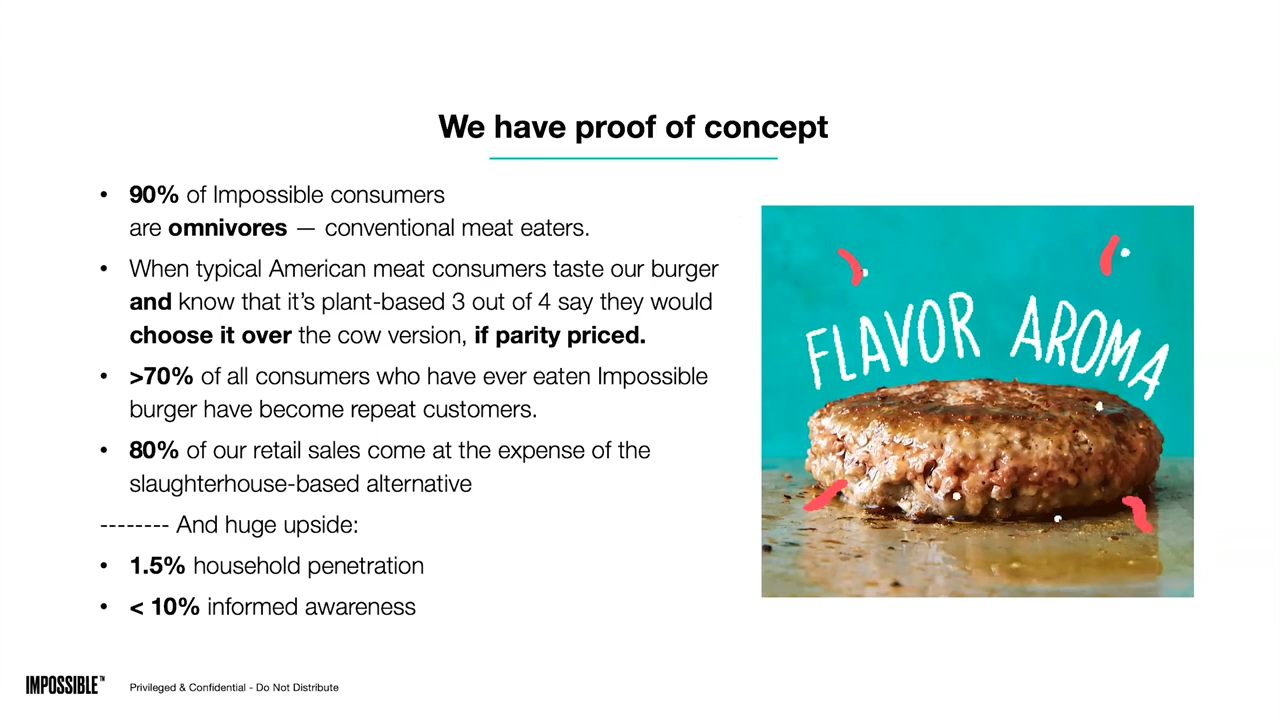 We have proof of concept
• 90% of Impossible consumers
are omnivores — conventional meat eaters.
• When typical American meat consumers taste our burger
and know that it’s plant-based 3 out of 4 say they would
choose it over the cow version, if parity priced.
• >70% of all consumers who have ever eaten Impossible
burger have become repeat customers.
• 80% of our retail sales come at the expense of the
slaughterhouse-based alternative
-------- And huge upside:
• 1.5% household penetration
• < 10% informed awareness
FLAVOR AROMA
IMPOSSIBLE™ Privileged & Confidential - Do Not Distribute